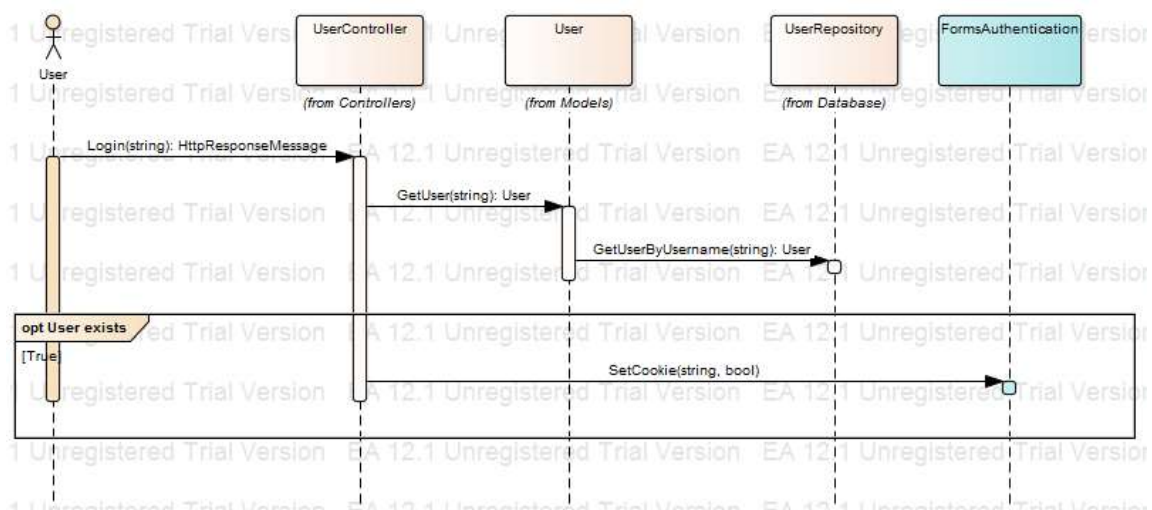 User
UserController
(from Controllers)
User
(from Models)
UserRepository
(from Database)
FormsAuthentication
Login(string): HttpResponseMessage
GetUser(string): User
GetUserByUsername(string): User
opt User exists
[True]
SetCookie(string, bool)
EA 12.1 Unregistered Trial Version